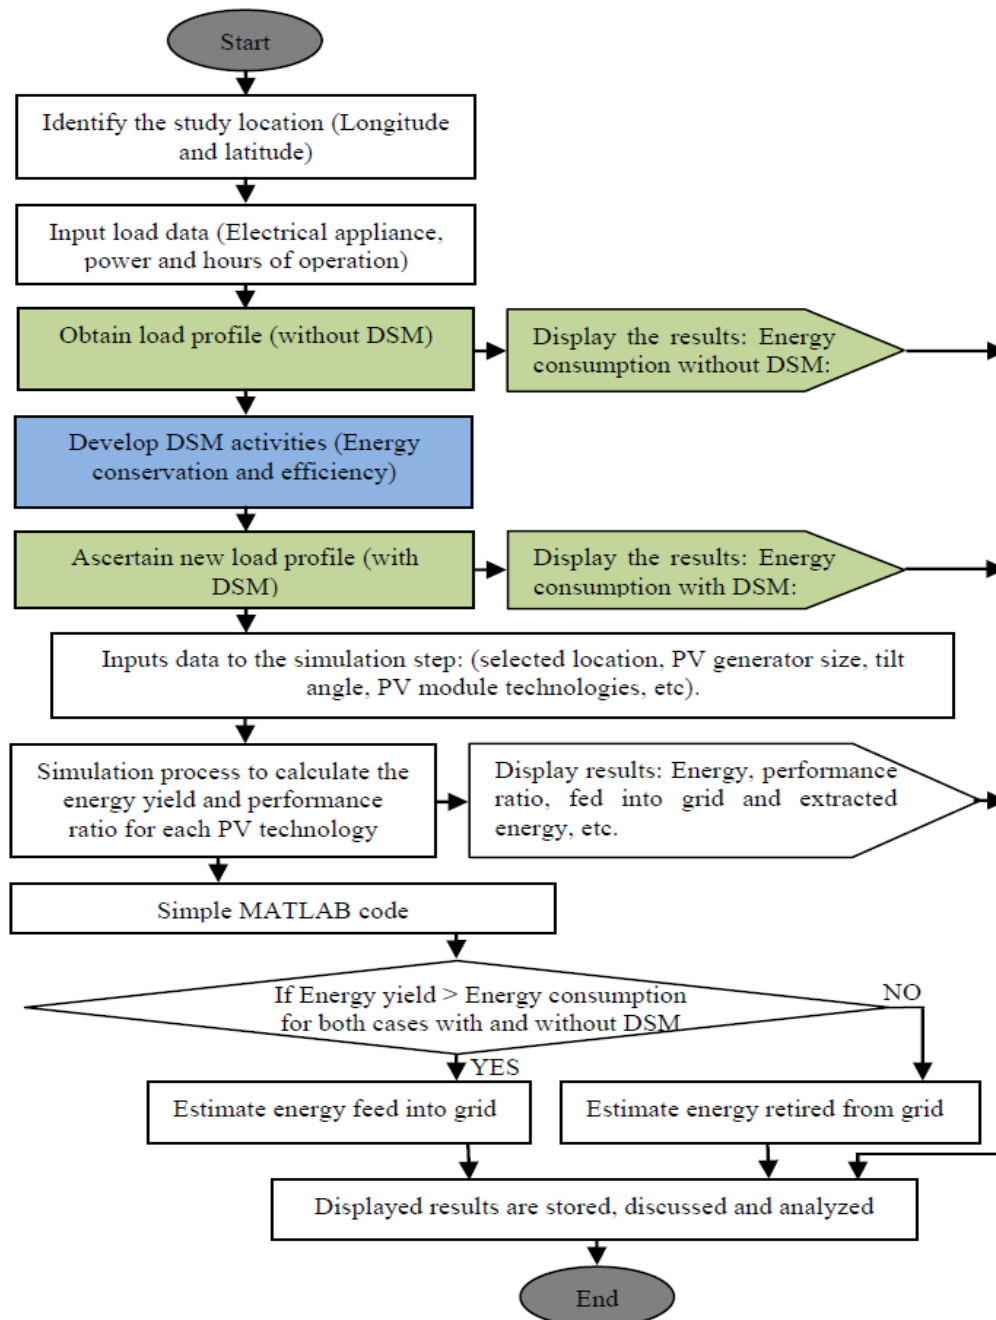 Start
Identify the study location (Longitude
and latitude)
Input load data (Electrical appliance,
power and hours of operation)
Obtain load profile (without DSM)
Display the results: Energy
consumption without DSM:
Develop DSM activities (Energy
conservation and efficiency)
Ascertain new load profile (with
DSM)
Display the results: Energy
consumption with DSM:
Inputs data to the simulation step: (selected location, PV generator size, tilt
angle, PV module technologies, etc).
Simulation process to calculate the
energy yield and performance
ratio for each PV technology
Display results: Energy, performance
ratio, fed into grid and extracted
energy, etc.
Simple MATLAB code
If Energy yield > Energy consumption
for both cases with and without DSM
NO
YES
Estimate energy feed into grid
Estimate energy retired from grid
Displayed results are stored, discussed and analyzed
End